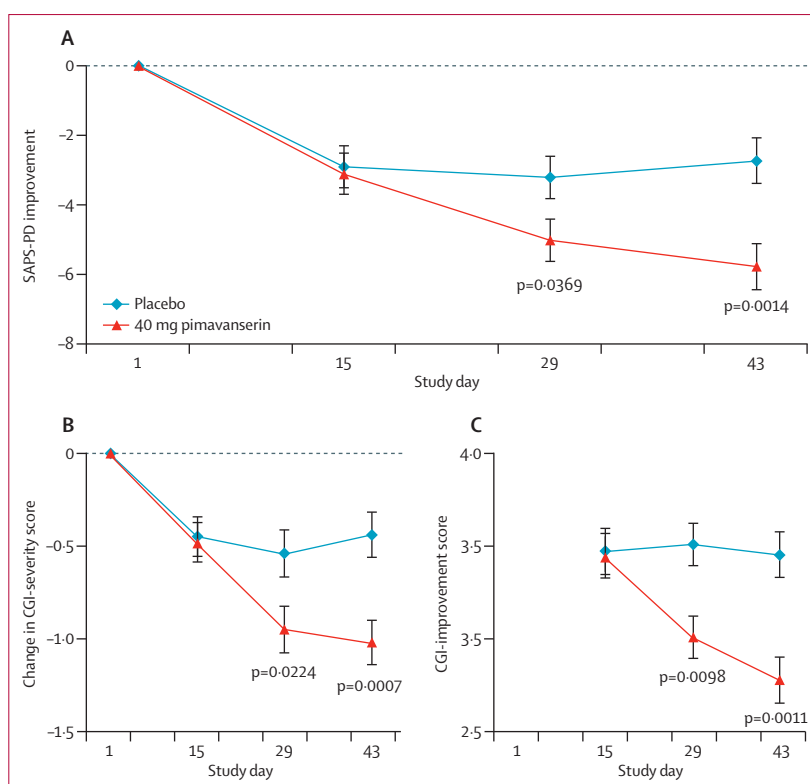 A
0
−2
−4
−6
−8
SAPS-PD improvement
p=0·0369
p=0·0014
Placebo
40 mg pimavanserin
1 15 29 43
Study day
B
0
−0·5
−1·0
−1·5
Change in CGI-severity score
p=0·0224
p=0·0007
1 15 29 43
Study day
C
4·0
3·5
3·5
2·5
CGI-improvement score
p=0·0098
p=0·0011
1 15 29 43
Study day